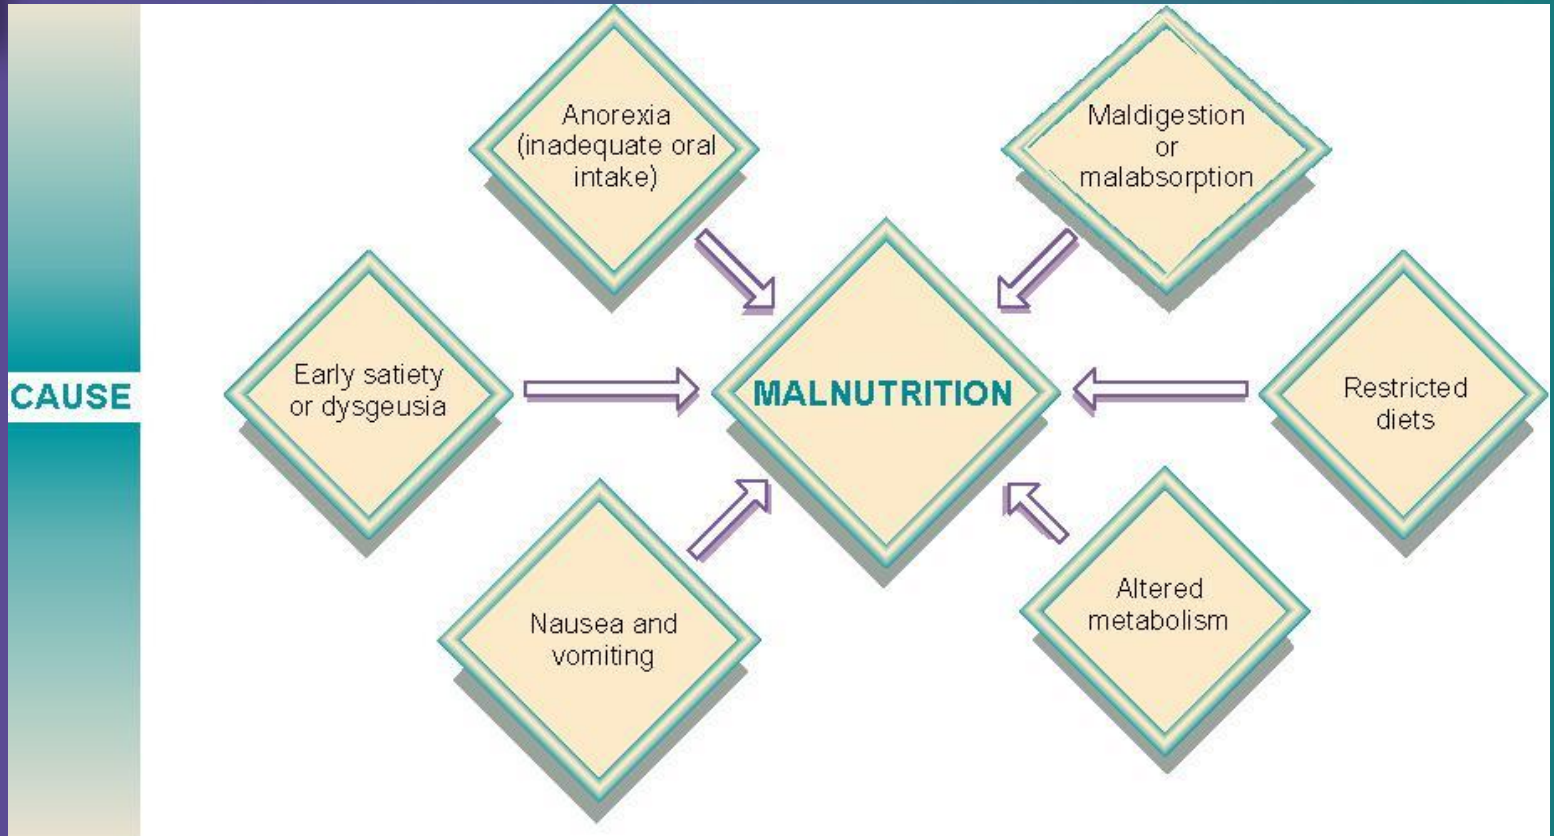 Anorexia
(inadequate oral
intake)
Maldigestion
or
malabsorption
Early satiety
or dysgeusia
CAUSE
MALNUTRITION
Restricted
diets
Nausea and
vomiting
Altered
metabolism